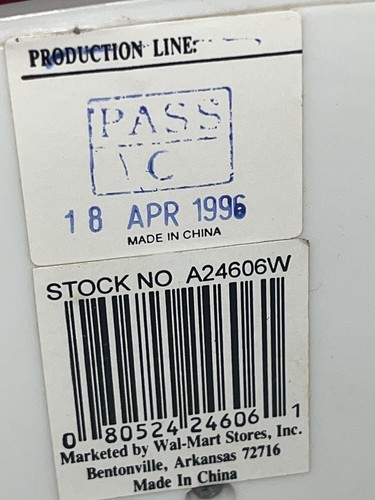 PRODUCTION LINE:
PASS
C
18 APR 1996
MADE IN CHINA
STOCK NO A24606W
0 80524 24606 1
Marketed by Wal-Mart Stores, Inc.
Bentonville, Arkansas 72716
Made In China